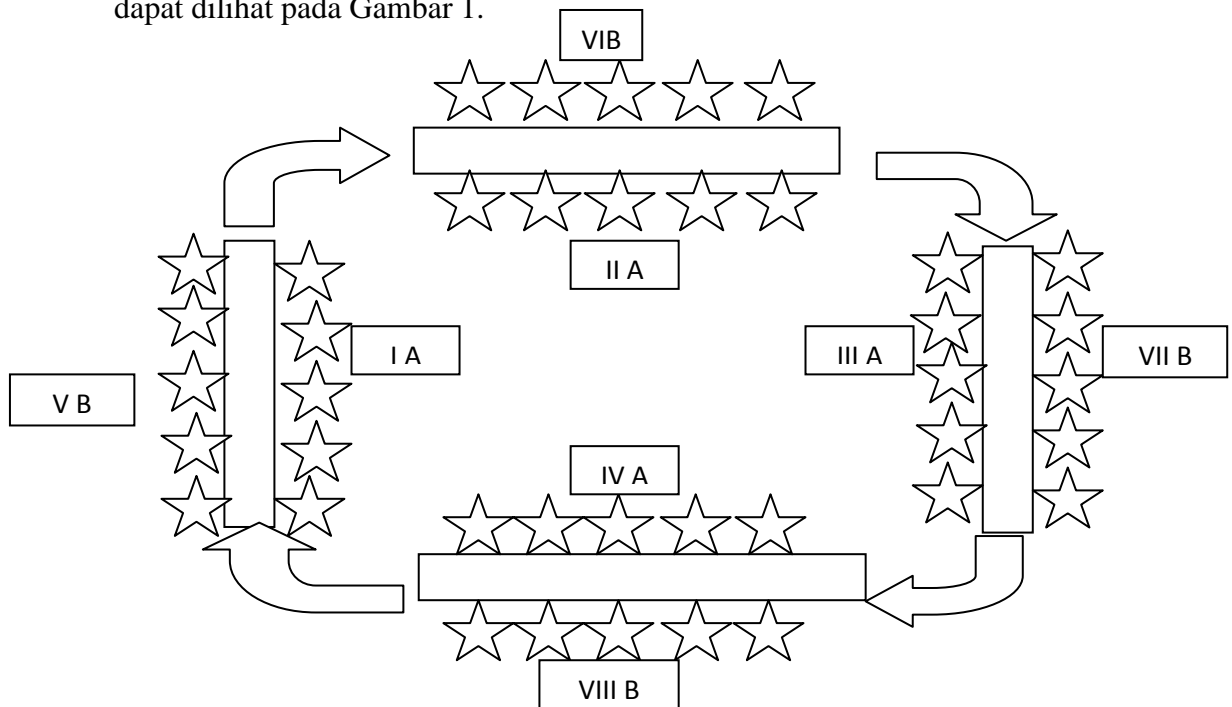 dapat dilihat pada Gambar 1.
VIB
II A
I A
III A
VII B
V B
IV A
VIII B